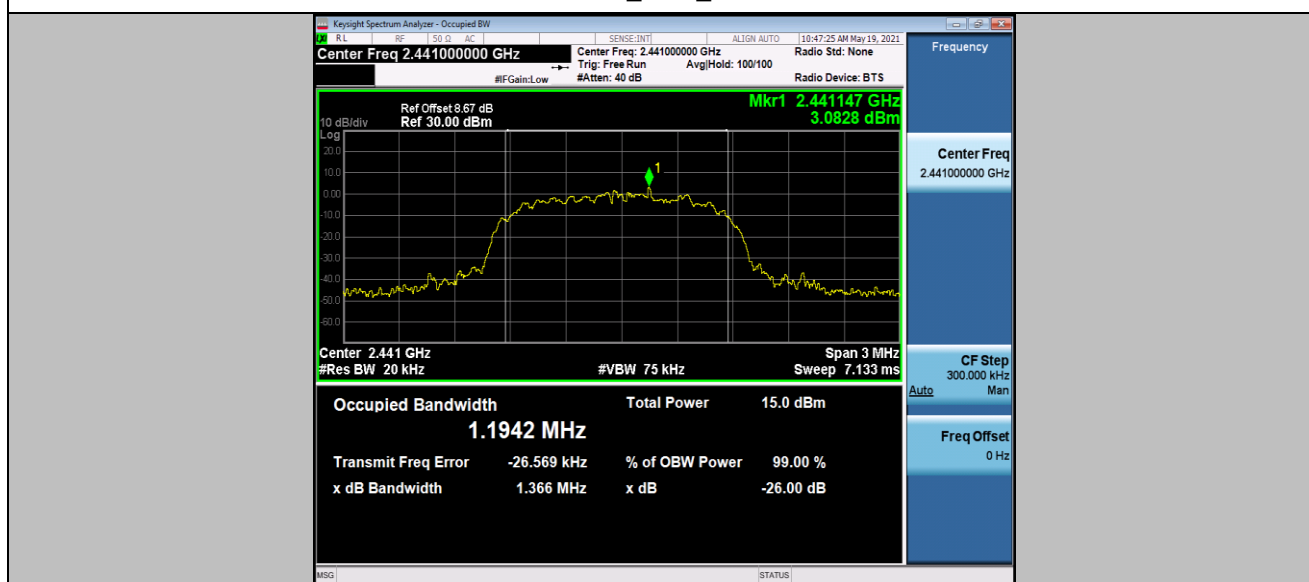 Keysight Spectrum Analyzer - Occupied BW
RL RF 50 Ω AC SENSE:INT ALIGN AUTO 10:47:25 AM May 19, 2021
Center Freq 2.441000000 GHz
Center Freq: 2.441000000 GHz
Radio Std: None
Trig: Free Run Avg|Hold: 100/100
#IFGain:Low #Atten: 40 dB
Radio Device: BTS
Frequency
Mkr1 2.441147 GHz
3.0828 dBm
Ref Offset 8.67 dB
10 dB/div Ref 30.00 dBm
Log
20.0
10.0
0.00
-10.0
-20.0
-30.0
-40.0
-50.0
-60.0
1
Center 2.441 GHz Span 3 MHz
#Res BW 20 kHz #VBW 75 kHz Sweep 7.133 ms
Center Freq
2.441000000 GHz
CF Step
300.000 kHz
Auto Man
Freq Offset
0 Hz
Occupied Bandwidth Total Power 15.0 dBm
1.1942 MHz
Transmit Freq Error -26.569 kHz % of OBW Power 99.00 %
x dB Bandwidth 1.366 MHz x dB -26.00 dB
MSG STATUS